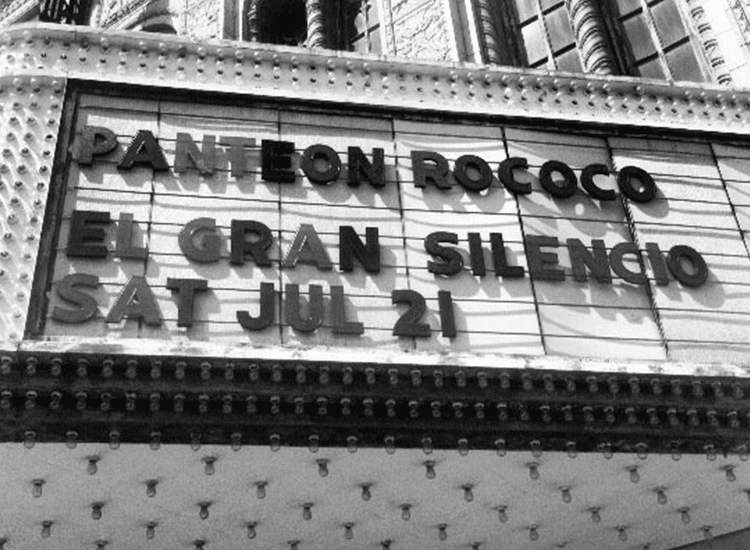 PANTEON ROCOCO
EL GRAN SILENCIO
SAT JUL 21